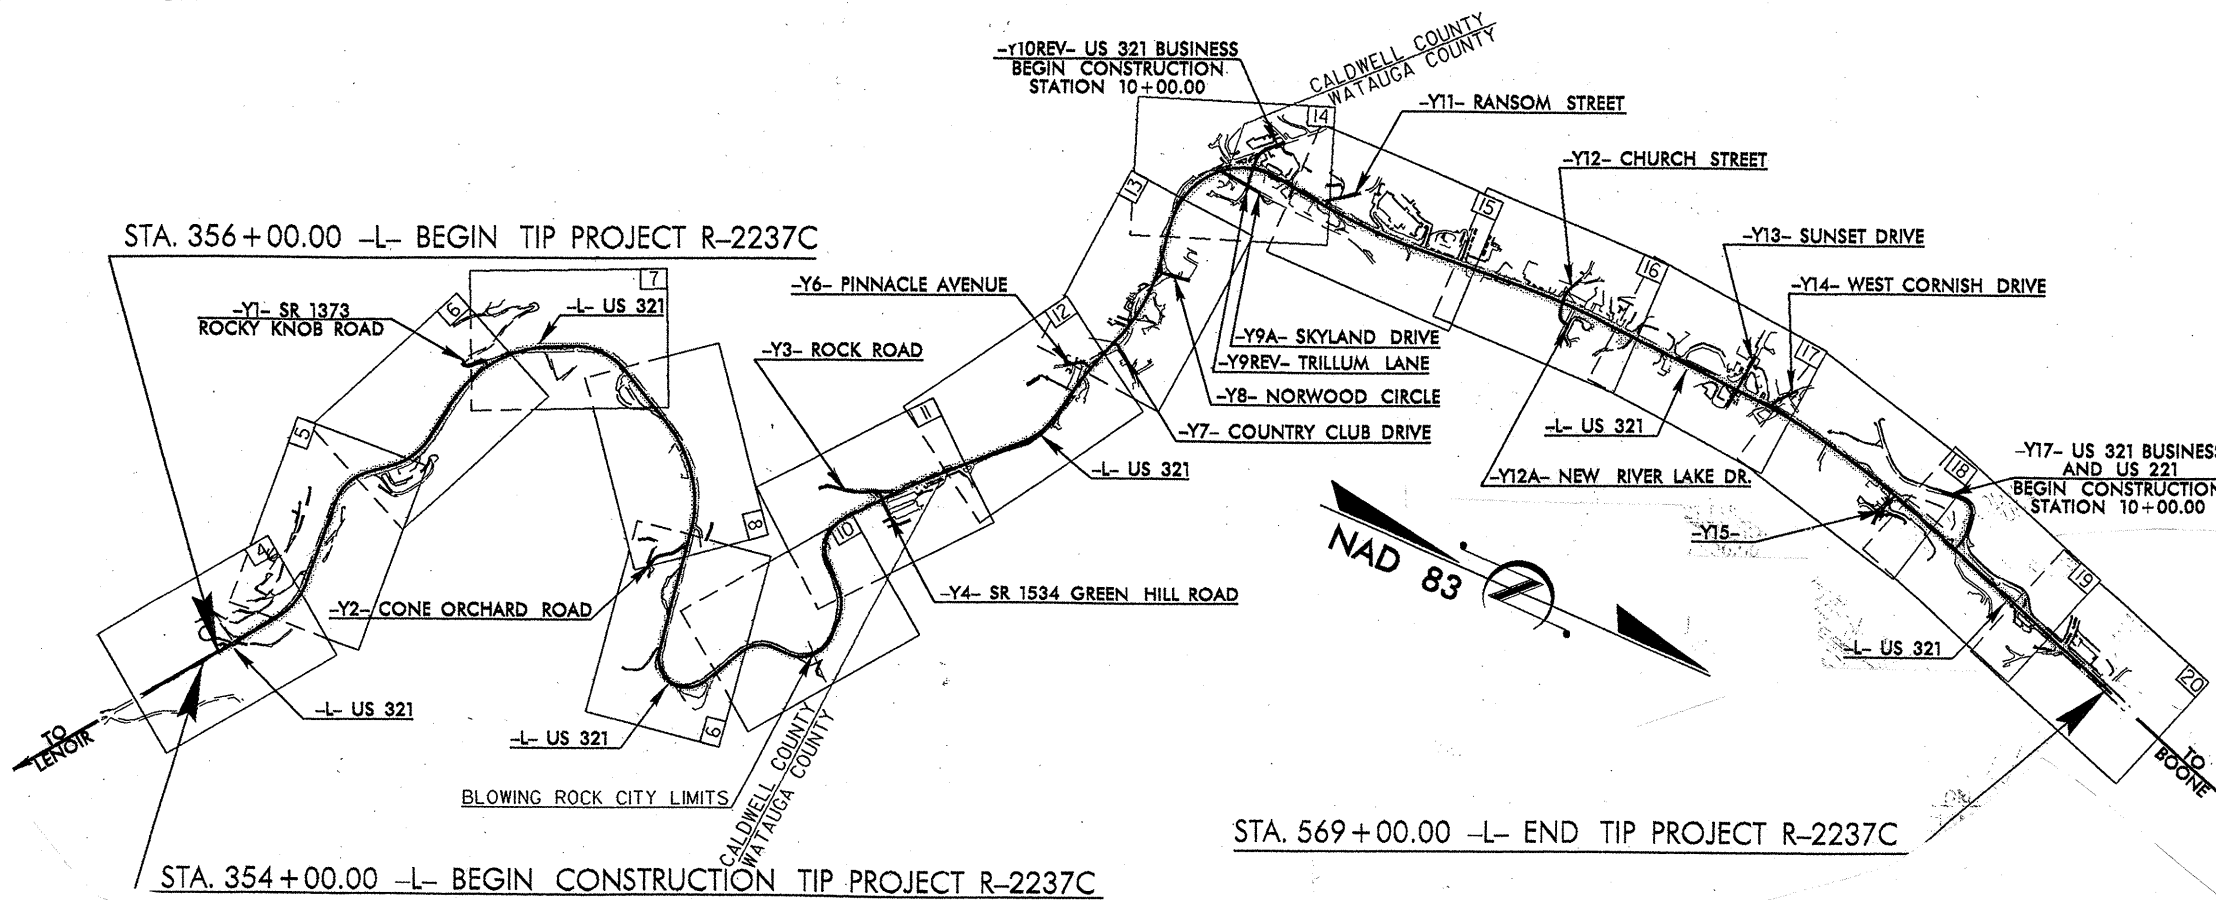 -Y10REV- US 321 BUSINESS
BEGIN CONSTRUCTION
STATION 10+00.00
CALDWELL COUNTY
WATAUGA COUNTY
-Y11- RANSOM STREET
-Y12- CHURCH STREET
-Y13- SUNSET DRIVE
-Y14- WEST CORNISH DRIVE
STA. 356+00.00 -L- BEGIN TIP PROJECT R-2237C
-Y1- SR 1373
ROCKY KNOB ROAD
-L- US 321
-Y6- PINNACLE AVENUE
-Y3- ROCK ROAD
-Y9A- SKYLAND DRIVE
-Y9REV- TRILLUM LANE
-Y8- NORWOOD CIRCLE
-Y7- COUNTRY CLUB DRIVE
-L- US 321
-L- US 321
-Y12A- NEW RIVER LAKE DR.
-Y17- US 321 BUSINESS
AND US 221
BEGIN CONSTRUCTION
STATION 10+00.00
-Y15-
NAD 83
-Y2- CONE ORCHARD ROAD
-Y4- SR 1534 GREEN HILL ROAD
-L- US 321
-L- US 321
-L- US 321
TO
LENOIR
TO
BOONE
BLOWING ROCK CITY LIMITS
CALDWELL COUNTY
WATAUGA COUNTY
STA. 569+00.00 -L- END TIP PROJECT R-2237C
STA. 354+00.00 -L- BEGIN CONSTRUCTION TIP PROJECT R-2237C
4
5
6
7
8
9
10
11
12
13
14
15
16
17
18
19
20